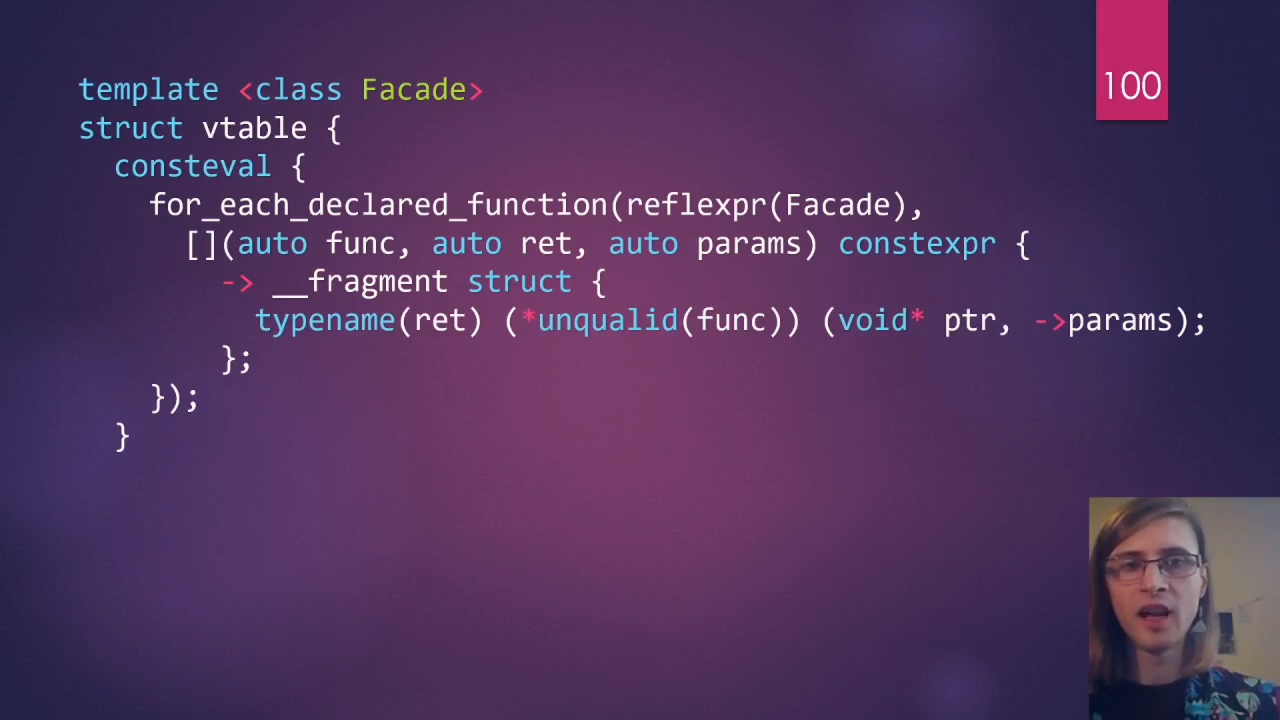 100
template <class Facade>
struct vtable {
consteval {
for_each_declared_function(reflexpr(Facade),
[](auto func, auto ret, auto params) constexpr {
-> __fragment struct {
typename(ret) (*unqualid(func)) (void* ptr, ->params);
};
});
}